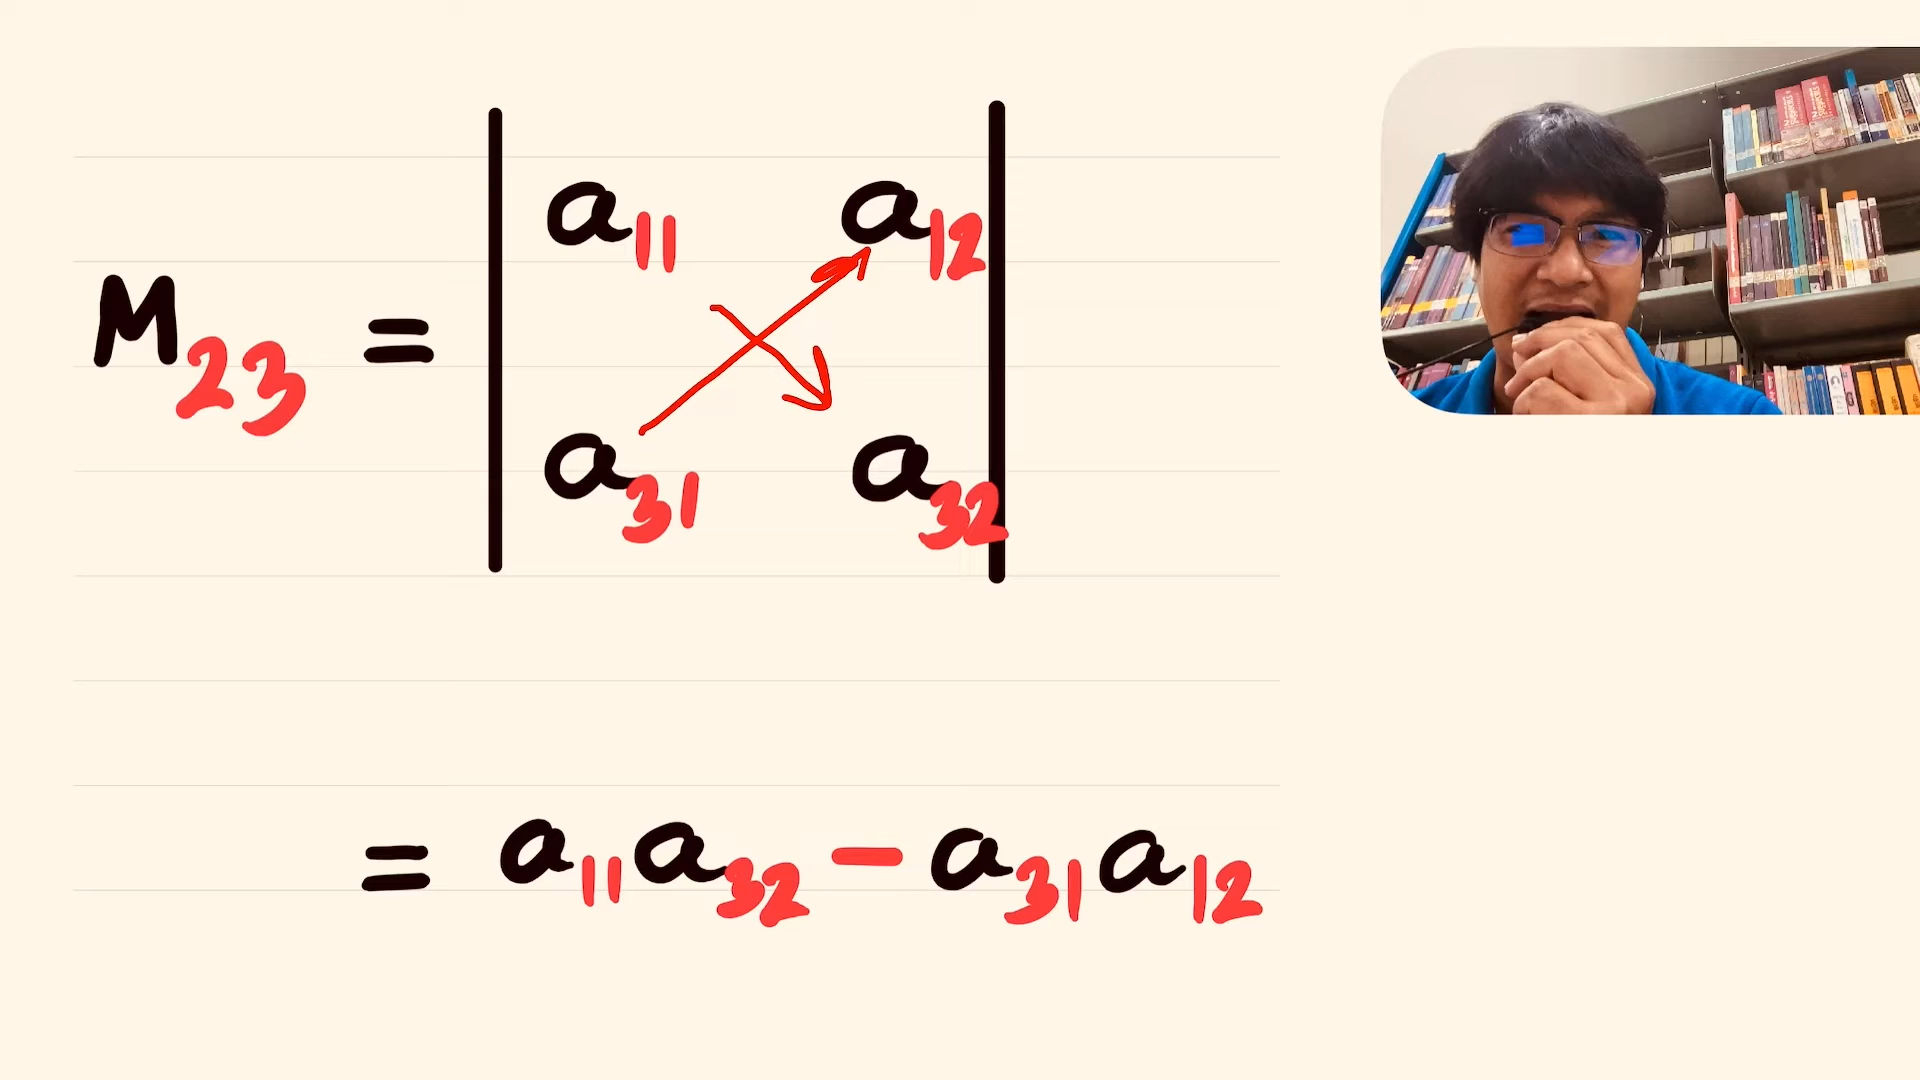 a₁₁ a₁₂
M₂₃ =
a₃₁ a₃₂
= a₁₁a₃₂ − a₃₁a₁₂